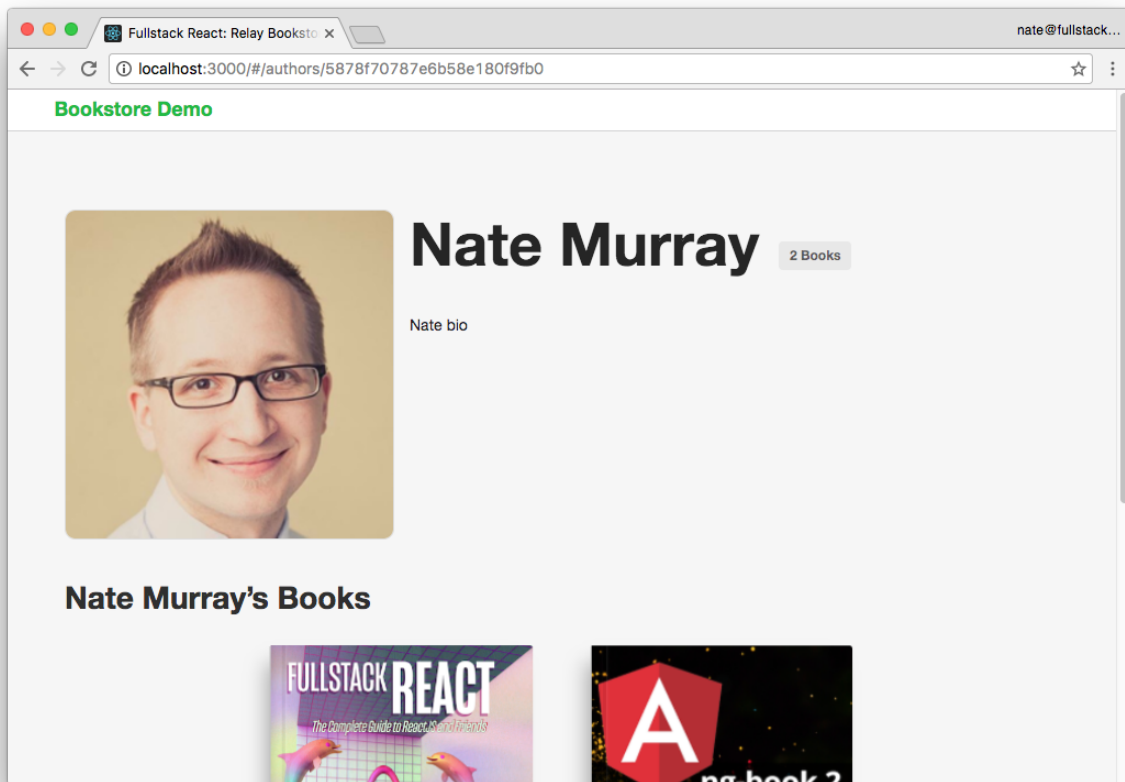 Fullstack React: Relay Booksto
nate@fullstack...
localhost:3000/#/authors/5878f70787e6b58e180f9fb0
Bookstore Demo
Nate Murray
2 Books
Nate bio
Nate Murray’s Books
FULLSTACK REACT
The Complete Guide to ReactJS and Friends
A
ng-book 2